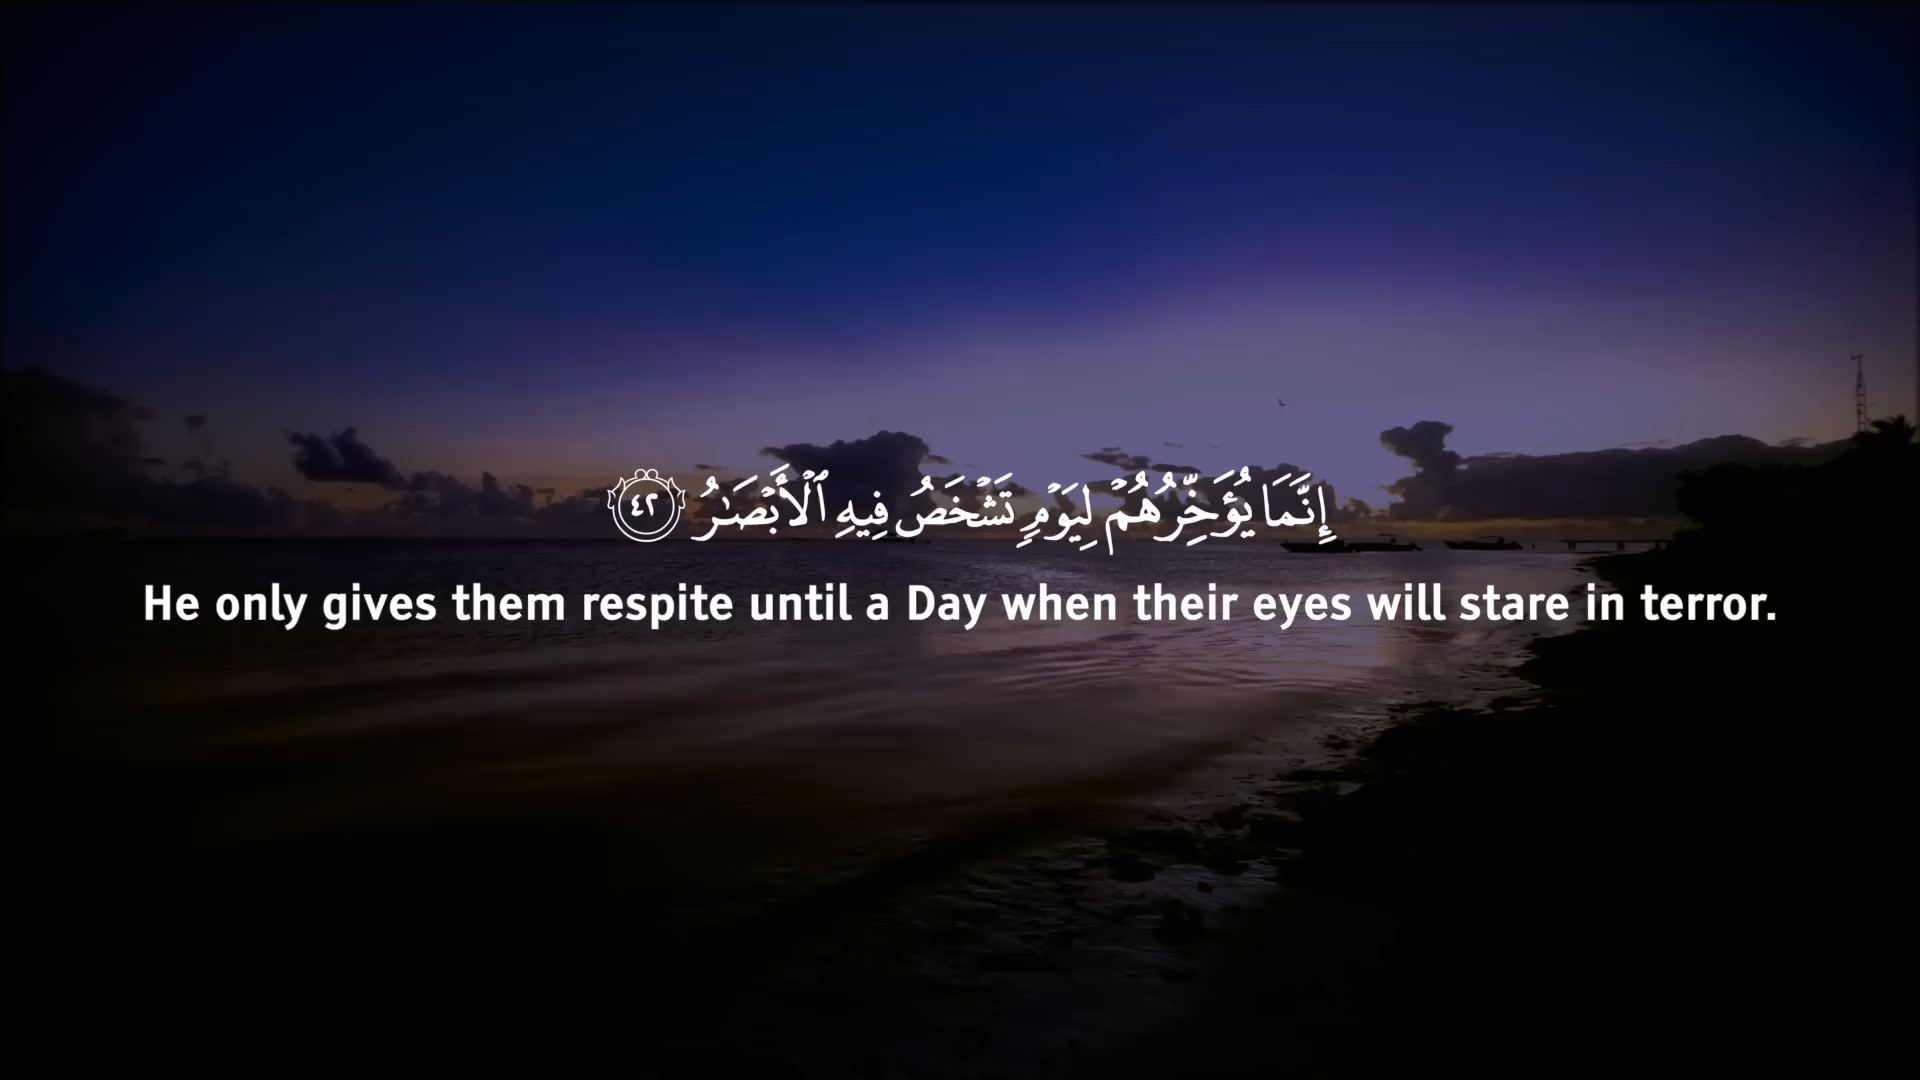 إِنَّمَا يُؤَخِّرُهُمۡ لِيَوۡمٖ تَشۡخَصُ فِيهِ ٱلۡأَبۡصَٰرُ ٤٢
He only gives them respite until a Day when their eyes will stare in terror.